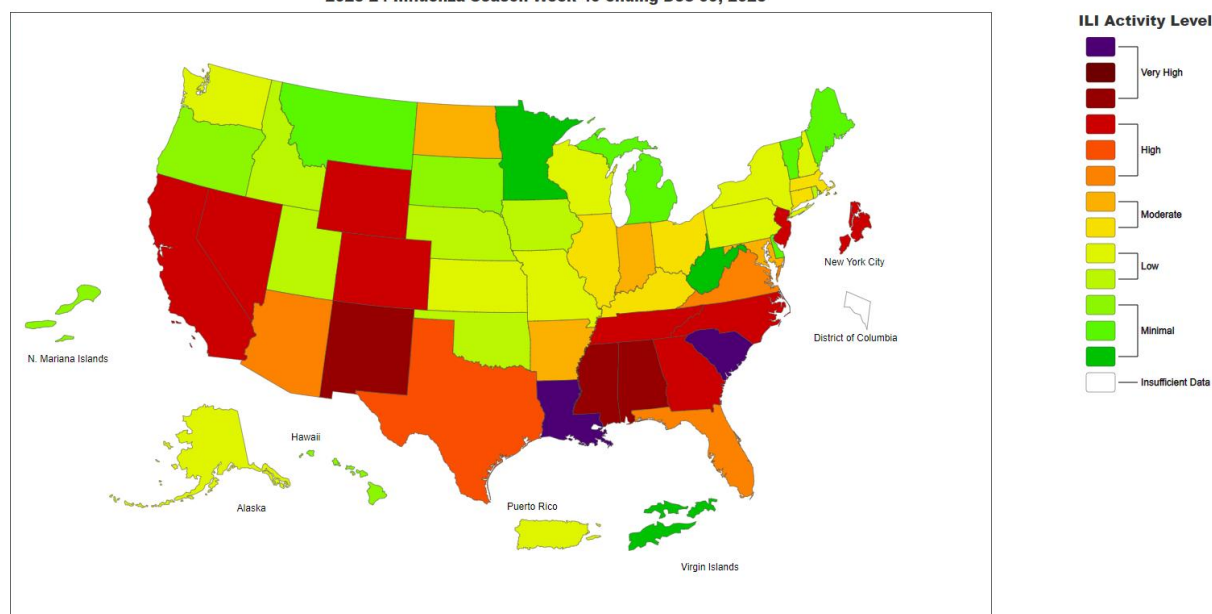 ILI Activity Level
Very High
High
Moderate
Low
Minimal
Insufficient Data
New York City
District of Columbia
N. Mariana Islands
Hawaii
Alaska
Puerto Rico
Virgin Islands